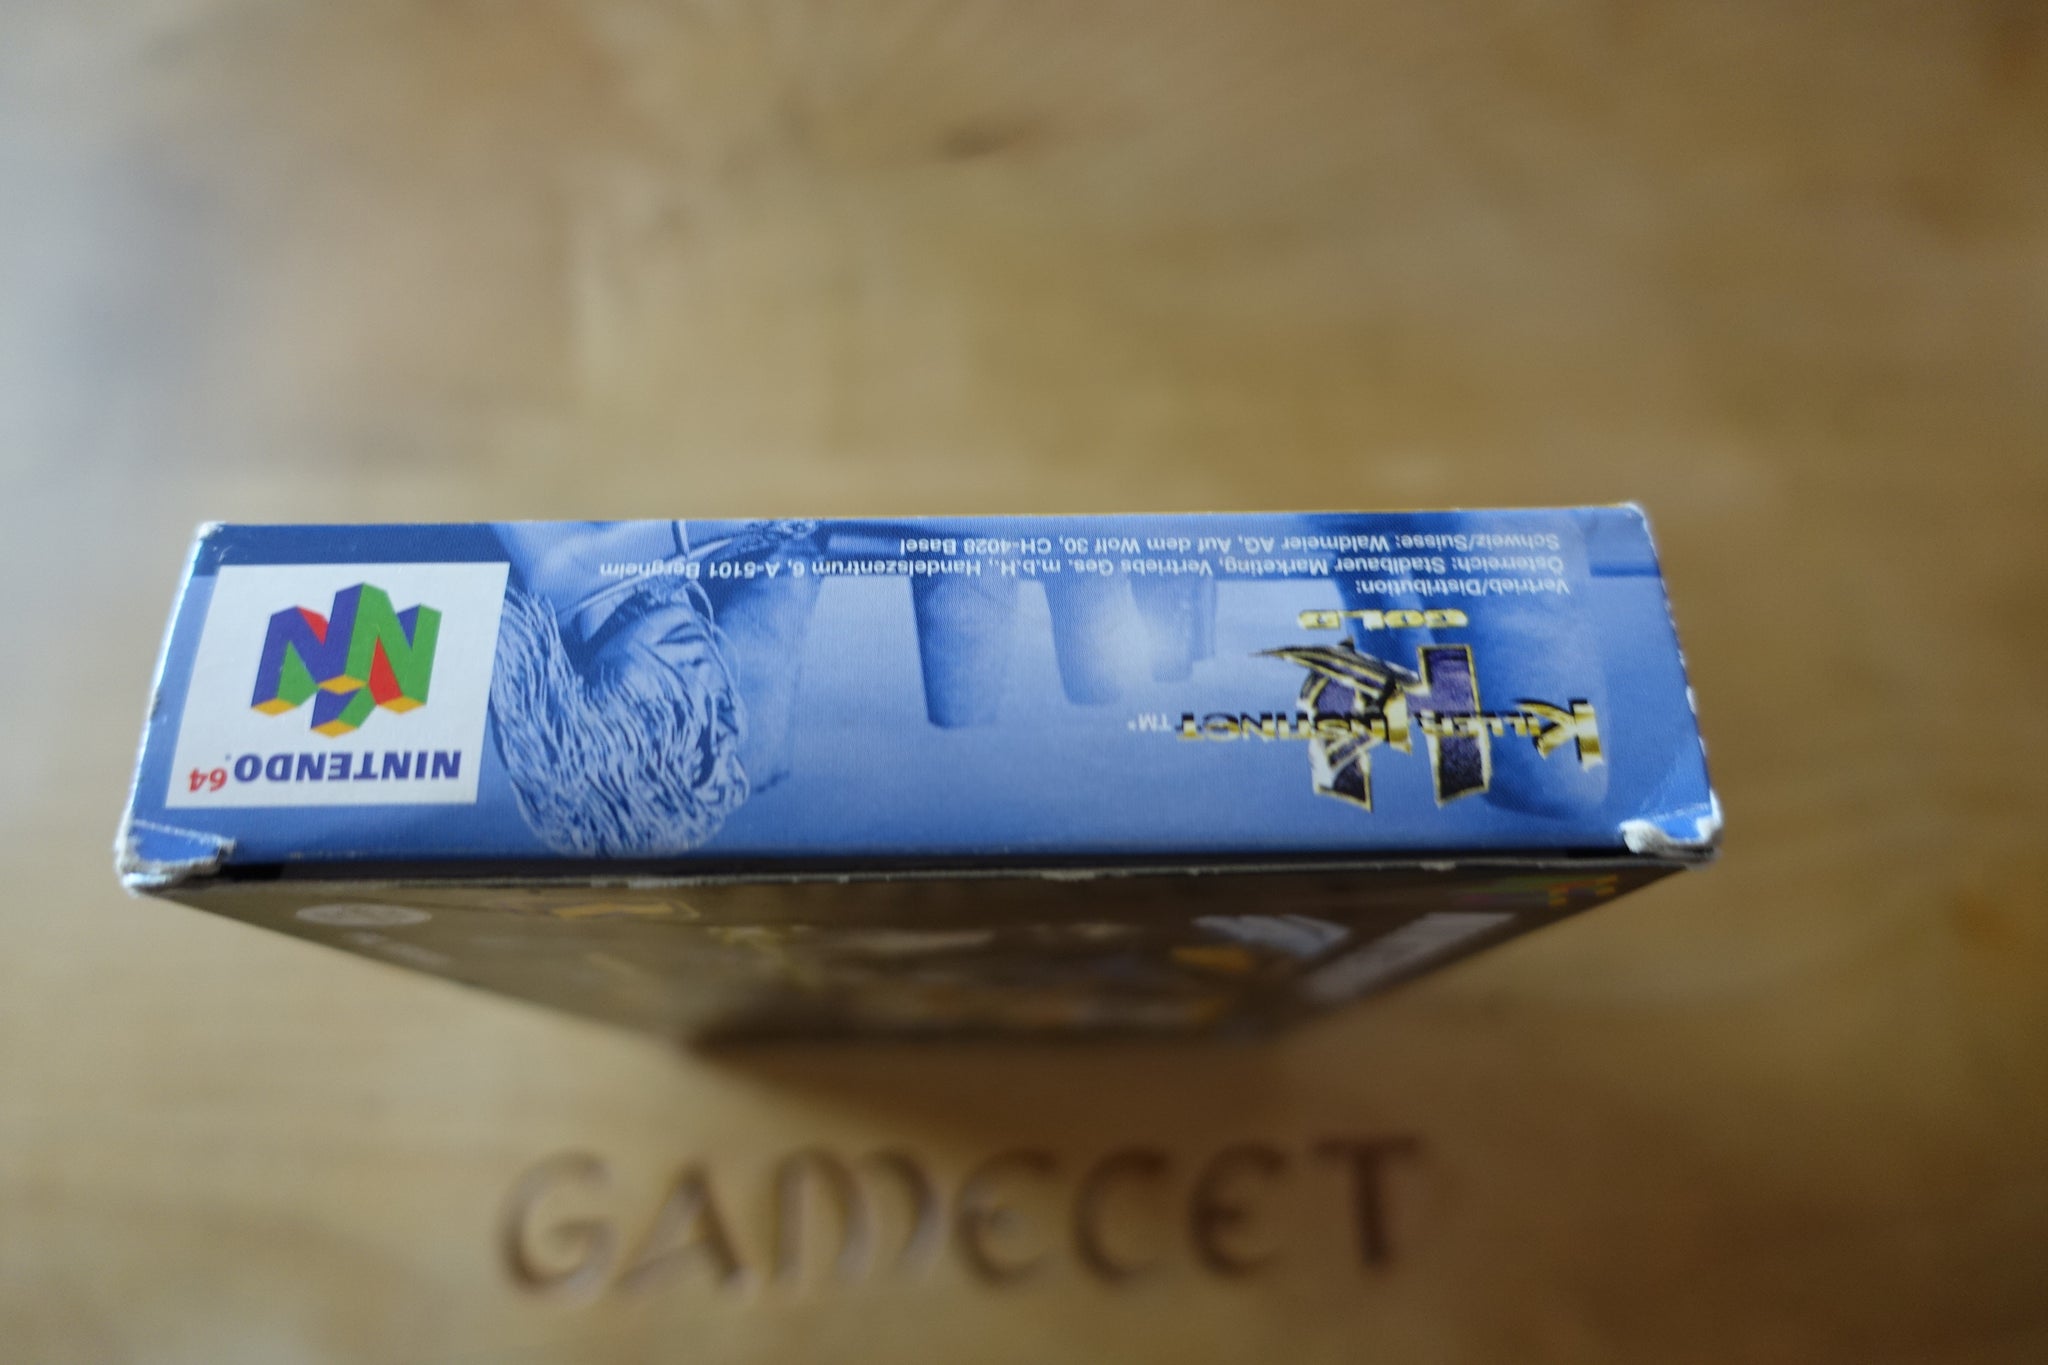 Vertrieb/Distribution:
Österreich: Stadlbauer Marketing, Vertriebs Ges. m.b.H., Handelszentrum 6, A-5101 Bergheim
Schweiz/Suisse: Waldmeier AG, Auf dem Wolf 30, CH-4028 Basel
GOLD
KILLER INSTINCT™*
NINTENDO 64
GAMECET